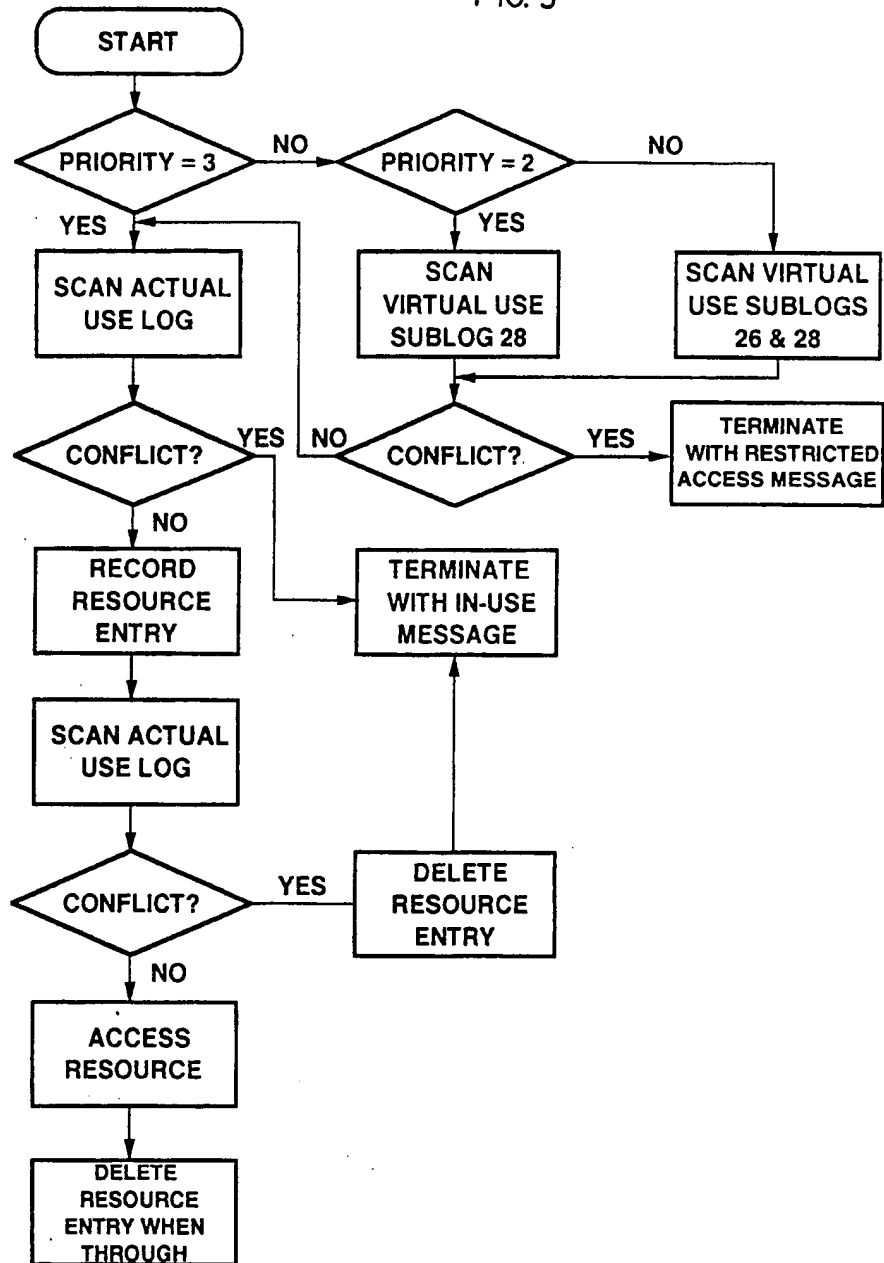 FIG. 5
START
PRIORITY = 3
NO
PRIORITY = 2
NO
YES
YES
SCAN ACTUAL
USE LOG
SCAN
VIRTUAL USE
SUBLOG 28
SCAN VIRTUAL
USE SUBLOGS
26 & 28
CONFLICT?
YES
NO
CONFLICT?
YES
TERMINATE
WITH RESTRICTED
ACCESS MESSAGE
NO
RECORD
RESOURCE
ENTRY
TERMINATE
WITH IN-USE
MESSAGE
SCAN ACTUAL
USE LOG
CONFLICT?
YES
DELETE
RESOURCE
ENTRY
NO
ACCESS
RESOURCE
DELETE
RESOURCE
ENTRY WHEN
THROUGH